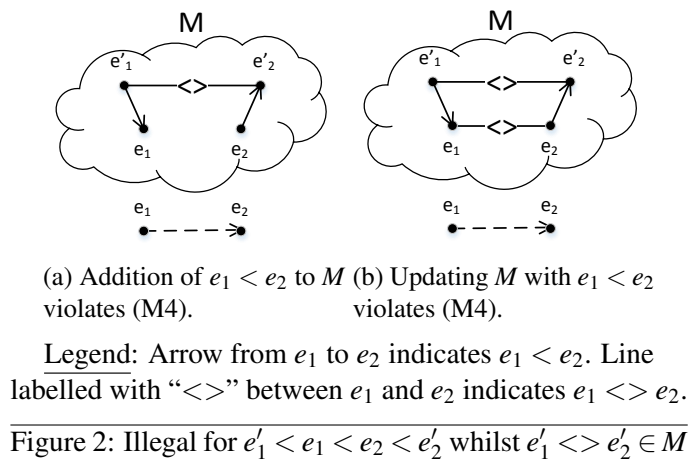 M M
e'₁ <> e'₂ e'₁ <> e'₂
<>
e₁ e₂ e₁ e₂
e₁ e₂ e₁ e₂
(a) Addition of e₁ < e₂ to M (b) Updating M with e₁ < e₂
violates (M4). violates (M4).
Legend: Arrow from e₁ to e₂ indicates e₁ < e₂. Line
labelled with “<>” between e₁ and e₂ indicates e₁ <> e₂.
Figure 2: Illegal for e′₁ < e₁ < e₂ < e′₂ whilst e′₁ <> e′₂ ∈ M